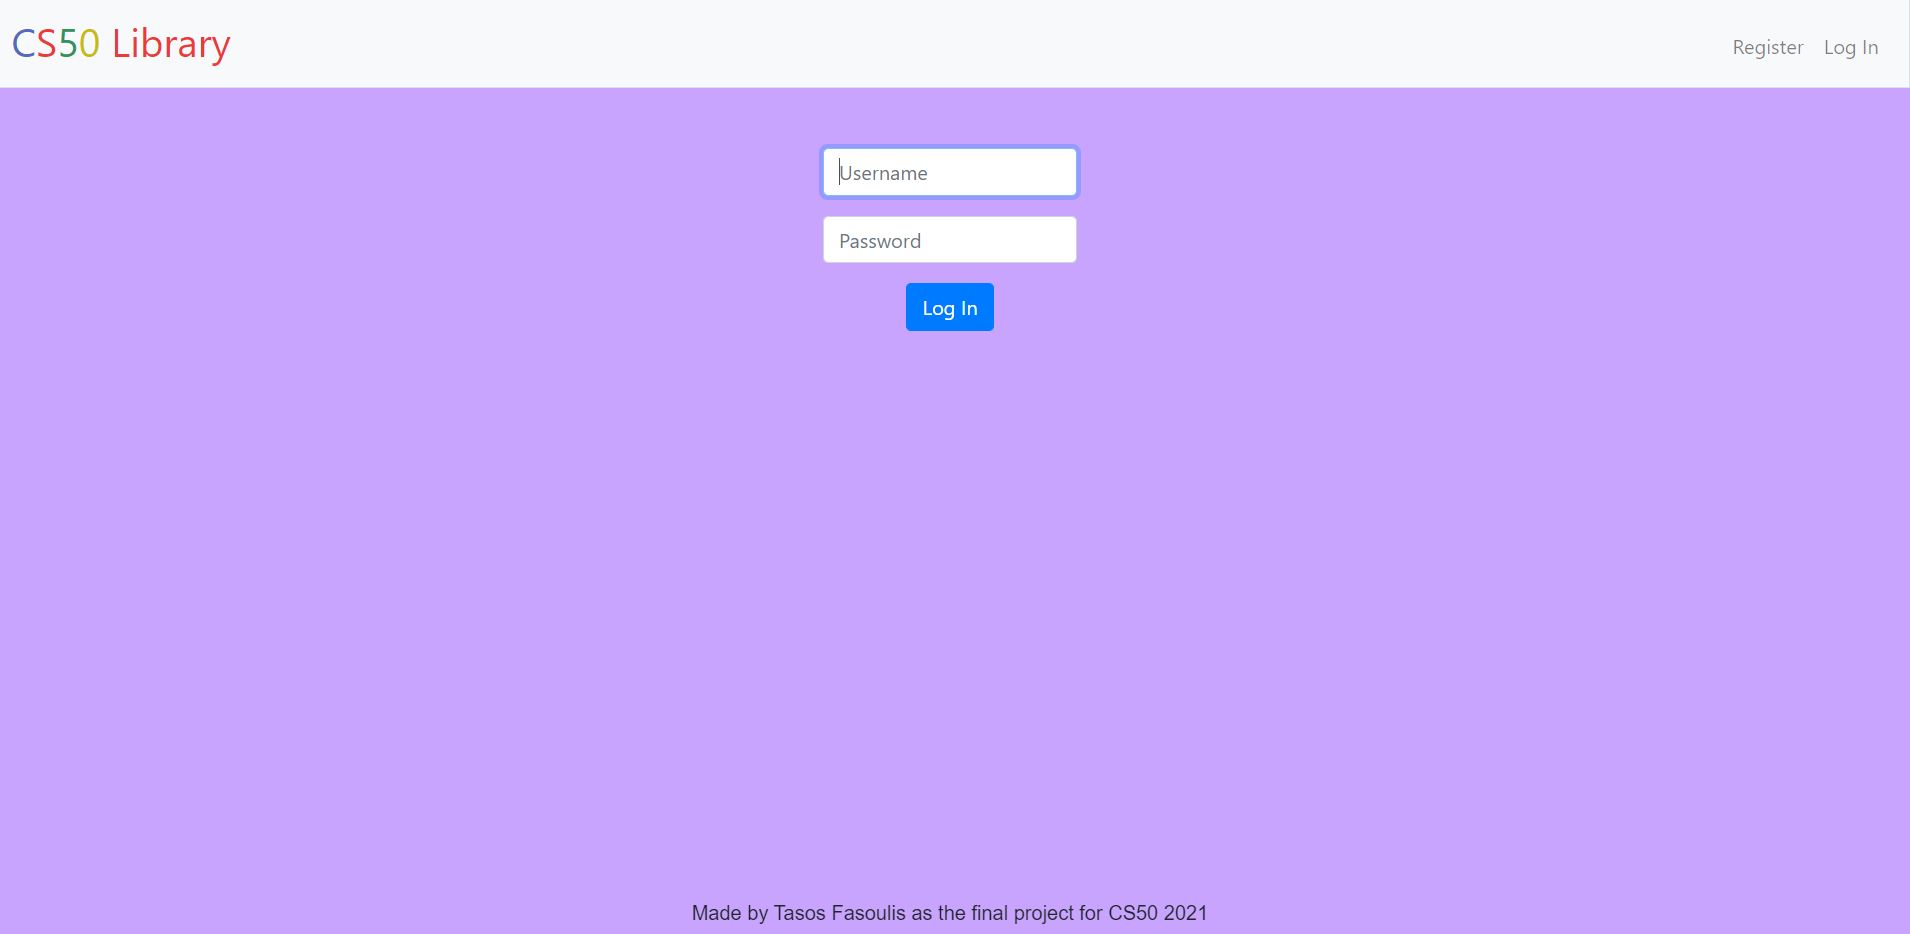 CS50 Library
Register Log In
Username
Password
Log In
Made by Tasos Fasoulis as the final project for CS50 2021